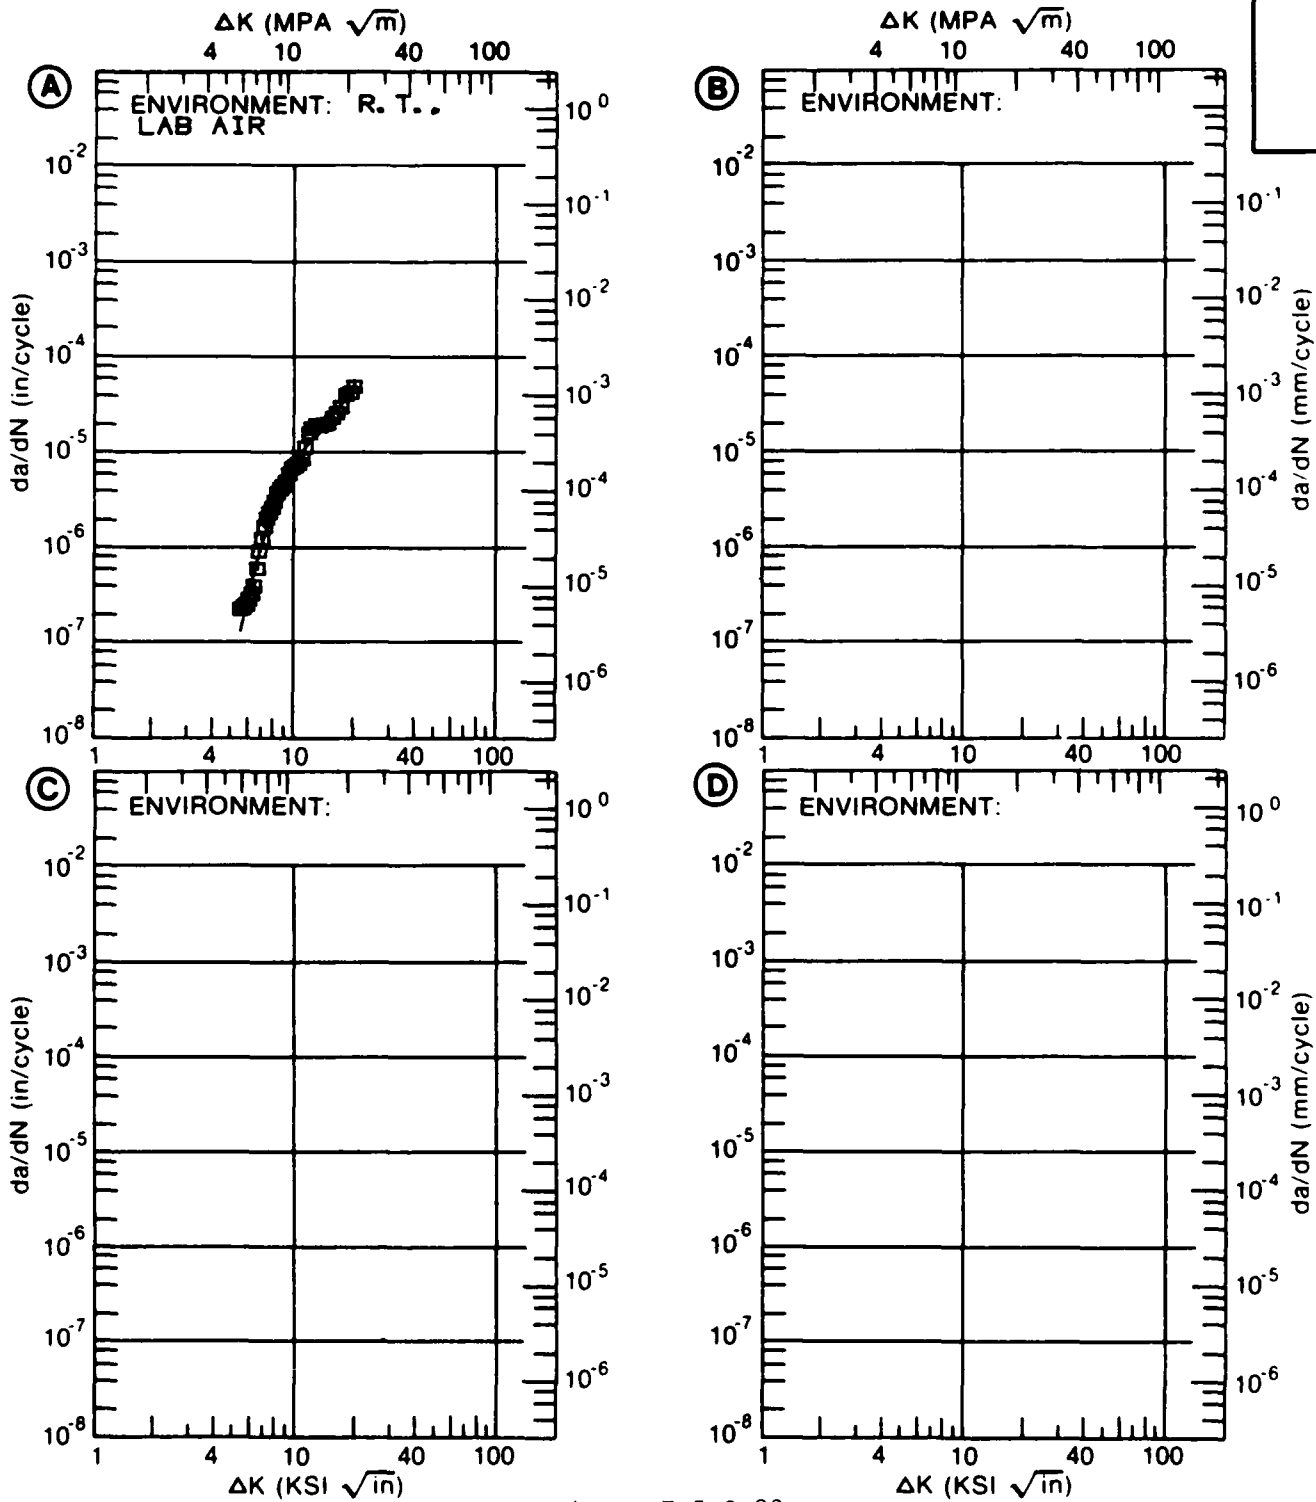 ΔK (MPA √m)
4 10 40 100
A
ENVIRONMENT: R. T.,
LAB AIR
10⁻²
10⁻³
10⁻⁴
10⁻⁵
10⁻⁶
10⁻⁷
10⁻⁸
da/dN (in/cycle)
10⁰
10⁻¹
10⁻²
10⁻³
10⁻⁴
10⁻⁵
10⁻⁶
1 4 10 40 100
ΔK (MPA √m)
4 10 40 100
B
ENVIRONMENT:
10⁻²
10⁻³
10⁻⁴
10⁻⁵
10⁻⁶
10⁻⁷
10⁻⁸
10⁻¹
10⁻²
10⁻³
10⁻⁴
10⁻⁵
10⁻⁶
da/dN (mm/cycle)
1 4 10 40 100
C
ENVIRONMENT:
10⁻²
10⁻³
10⁻⁴
10⁻⁵
10⁻⁶
10⁻⁷
10⁻⁸
da/dN (in/cycle)
10⁰
10⁻¹
10⁻²
10⁻³
10⁻⁴
10⁻⁵
10⁻⁶
1 4 10 40 100
ΔK (KSI √in)
D
ENVIRONMENT:
10⁻²
10⁻³
10⁻⁴
10⁻⁵
10⁻⁶
10⁻⁷
10⁻⁸
10⁰
10⁻¹
10⁻²
10⁻³
10⁻⁴
10⁻⁵
10⁻⁶
da/dN (mm/cycle)
1 4 10 40 100
ΔK (KSI √in)